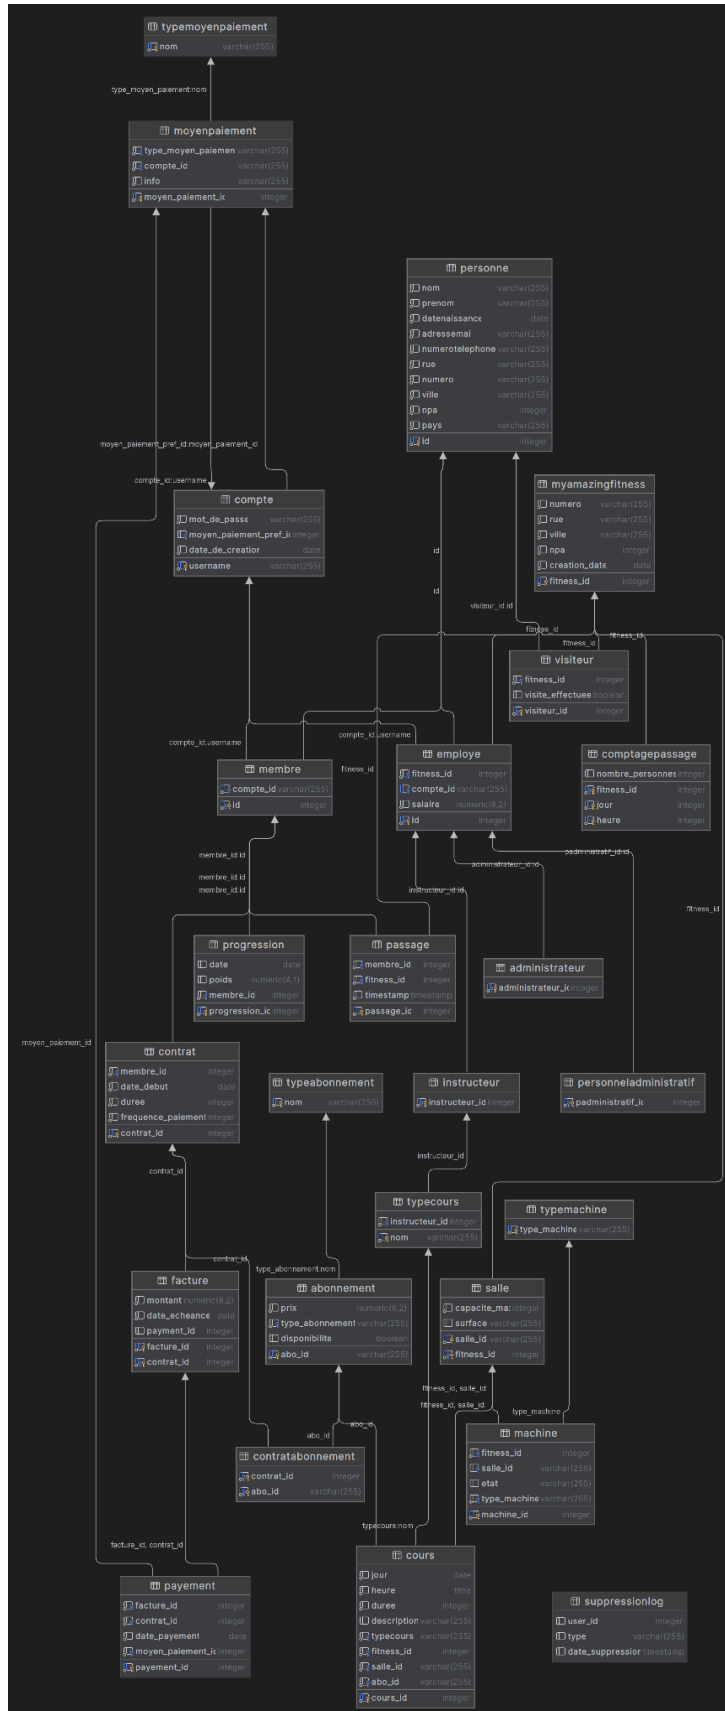 typemoyenpaiement
nom varchar(255)
type_moyen_paiement:nom
moyenpaiement
type_moyen_paiemen varchar(255)
compte_id varchar(255)
info varchar(255)
moyen_paiement_ic integer
personne
nom varchar(255)
prenom varchar(255)
datenaissance date
adressemai varchar(255)
numerotelephone varchar(255)
rue varchar(255)
numero varchar(255)
ville varchar(255)
npa integer
pays varchar(255)
id integer
moyen_paiement_pref_id:moyen_paiement_id
compte_id:username
compte
mot_de_passe varchar(255)
moyen_paiement_pref_ic integer
date_de_creatior date
username varchar(255)
myamazingfitness
numero varchar(255)
rue varchar(255)
ville varchar(255)
npa integer
creation_date date
fitness_id integer
id
id
visiteur_id:id
fitness_id
fitness_id
fitness_id
visiteur
fitness_id integer
visite_effectuee boolean
visiteur_id integer
compte_id:username
compte_id:username
fitness_id
membre
compte_id varchar(255)
id integer
employe
fitness_id integer
compte_id varchar(255)
salaire numeric(8,2)
id integer
comptagepassage
nombre_personnes integer
fitness_id integer
jour integer
heure integer
membre_id:id
membre_id:id
membre_id:id
instructeur_id:id
administrateur_id:id
padministratif_id:id
fitness_id
progression
date date
poids numeric(4,1)
membre_id integer
progression_ic integer
passage
membre_id integer
fitness_id integer
timestamp timestamp
passage_ic integer
administrateur
administrateur_ic integer
moyen_paiement_id
contrat
membre_id integer
date_debut date
duree integer
frequence_paiement integer
contrat_id integer
typeabonnement
nom varchar(255)
instructeur
instructeur_id integer
personneladministratif
padministratif_ic integer
contrat_id
instructeur_id
typecours
instructeur_id integer
nom varchar(255)
typemachine
type_machine varchar(255)
contrat_id
type_abonnement:nom
facture
montant numeric(8,2)
date_echeance date
payment_id integer
facture_id integer
contrat_id integer
abonnement
prix numeric(6,2)
type_abonnement varchar(255)
disponibilite boolean
abo_id varchar(255)
salle
capacite_ma: integer
surface varchar(255)
salle_id varchar(255)
fitness_id integer
fitness_id, salle_id:
fitness_id, salle_id:
type_machine
abo_id
abo_id
contratabonnement
contrat_id integer
abo_id varchar(255)
machine
fitness_id integer
salle_id varchar(255)
etat varchar(255)
type_machine varchar(255)
machine_id integer
typecours:nom
facture_id, contrat_id
payement
facture_id integer
contrat_id integer
date_payement date
moyen_paiement_ic integer
payement_id integer
cours
jour date
heure time
duree integer
description varchar(255)
typecours varchar(255)
fitness_id integer
salle_id varchar(255)
abo_id varchar(255)
cours_id integer
suppressionlog
user_id integer
type varchar(255)
date_suppressior timestamp